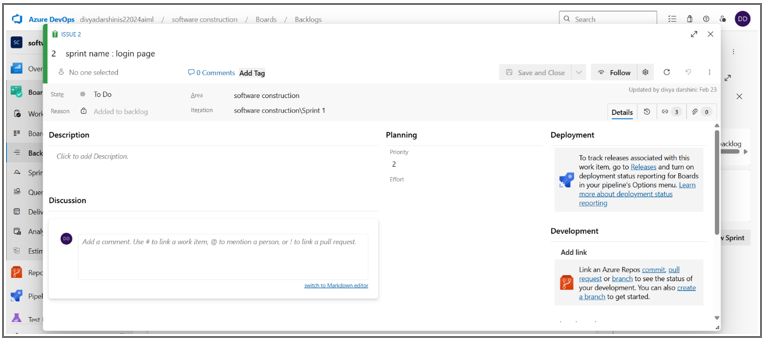 Azure DevOps divyadarshinis22024aiml / software construction / Boards / Backlogs
Search
DD
SC
softw
Over
Boar
Work
Boar
Back
Sprin
Quer
Deliv
Analy
Estim
Repo
Pipel
Test
ISSUE 2
2 sprint name : login page
No one selected
0 Comments Add Tag
Save and Close
Follow
Updated by divya darshini: Feb 23
State To Do
Area software construction
Reason Added to backlog
Iteration software construction\Sprint 1
Details
3
0
Description
Click to add Description.
Discussion
DD
Add a comment. Use # to link a work item, @ to mention a person, or ! to link a pull request.
switch to Markdown editor
Planning
Priority
2
Effort
Deployment
To track releases associated with this
work item, go to Releases and turn on
deployment status reporting for Boards
in your pipeline's Options menu. Learn
more about deployment status
reporting
Development
Add link
Link an Azure Repos commit, pull
request or branch to see the status of
your development. You can also create
a branch to get started.
acklog
w Sprint